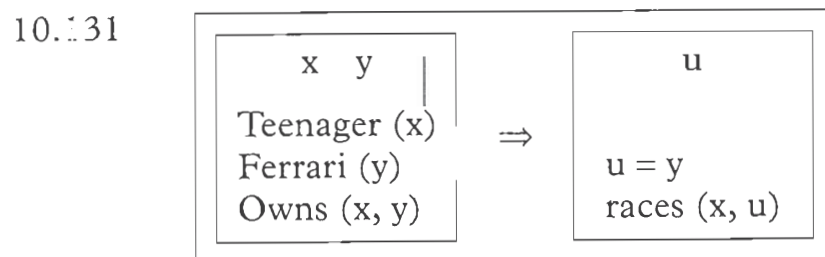 10.131
x y
u
Teenager (x)
⇒
Ferrari (y)
u = y
Owns (x, y)
races (x, u)